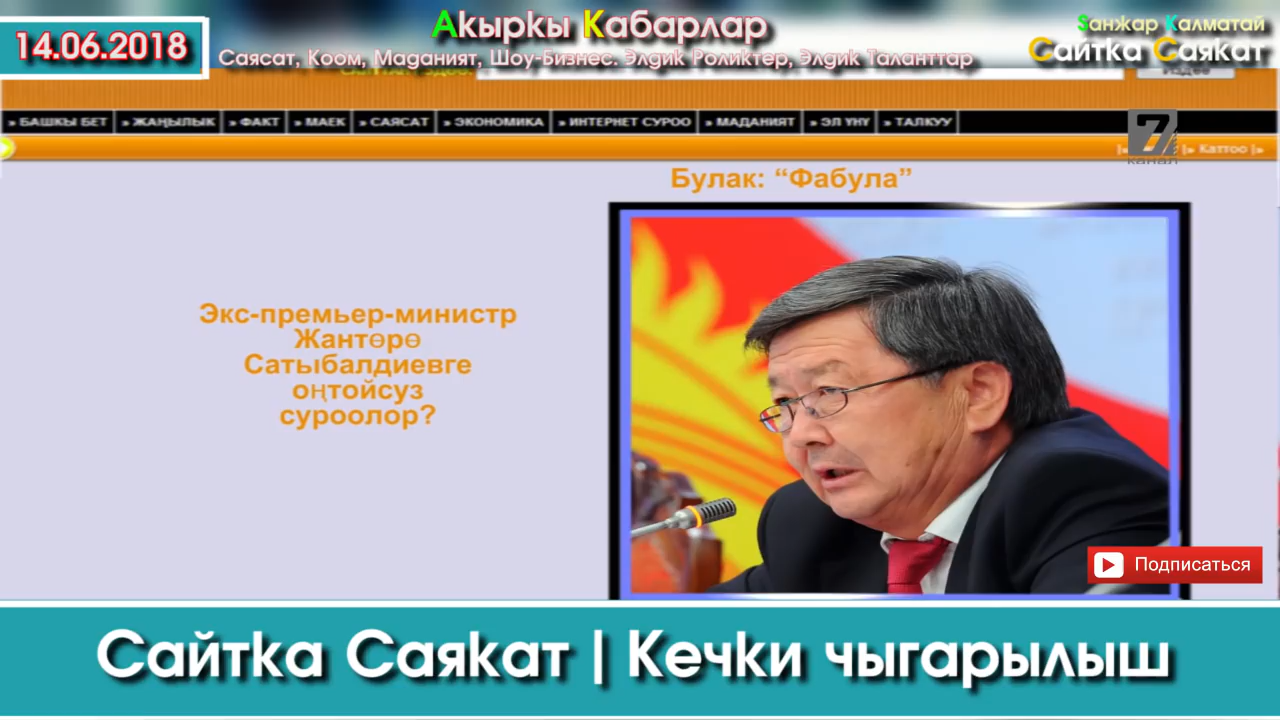 14.06.2018
Акыркы Кабарлар
Саясат, Коом, Маданият, Шоу-Бизнес. Элдик Роликтер, Элдик Таланттар
Sанжар Калматай
Сайтка Саякат
» БАШКЫ БЕТ » ЖАҢЫЛЫК » ФАКТ » МАЕК » САЯСАТ » ЭКОНОМИКА » ИНТЕРНЕТ СУРОО » МАДАНИЯТ » ЭЛ ҮНҮ » ТАЛКУУ
7
канал
|» Каттоо |»
Булак: “Фабула”
Экс-премьер-министр
Жантөрө
Сатыбалдиевге
оңтойсуз
суроолор?
Подписаться
Сайтка Саякат | Кечки чыгарылыш